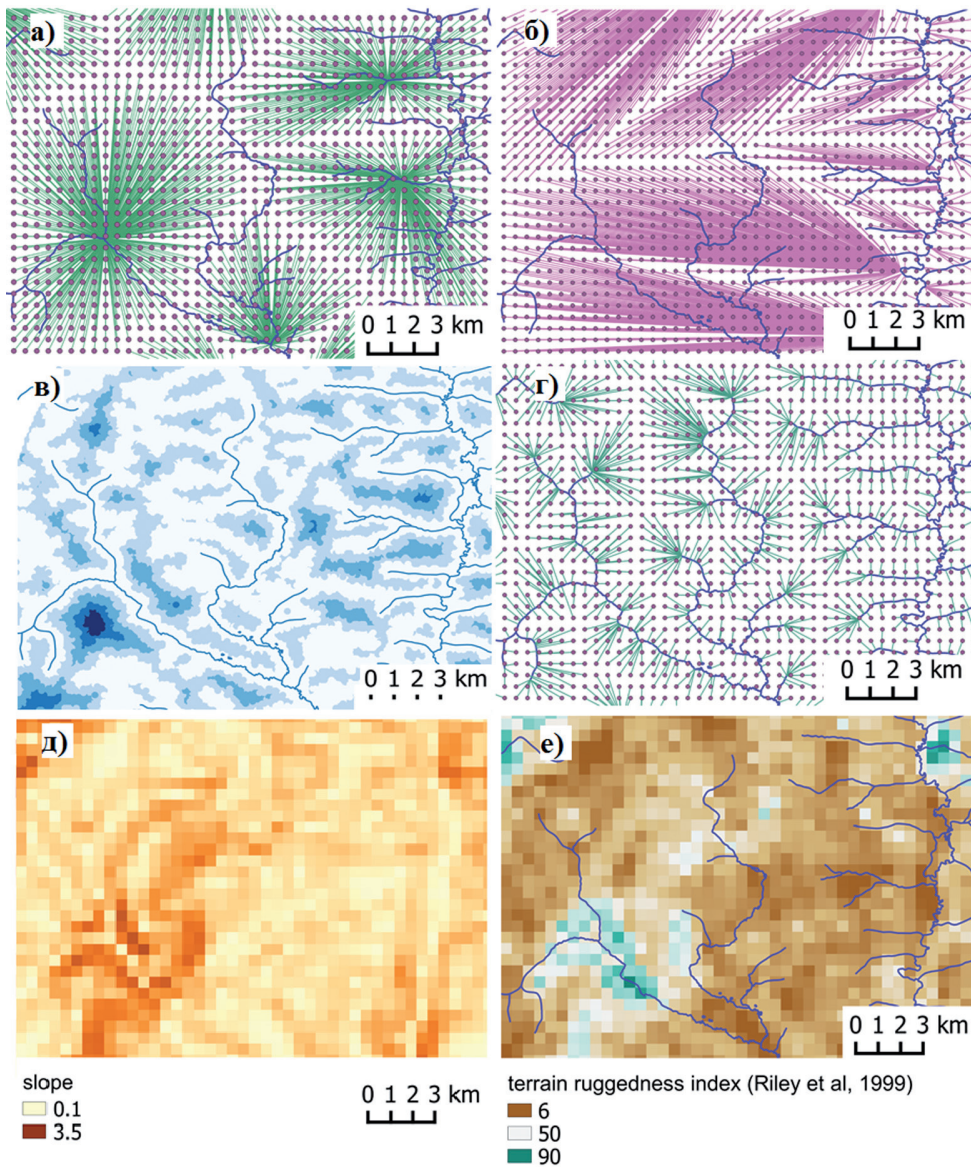 а)
б)
0 1 2 3 km
0 1 2 3 km
в)
г)
0 1 2 3 km
0 1 2 3 km
д)
е)
0 1 2 3 km
slope
0.1
3.5
0 1 2 3 km
terrain ruggedness index (Riley et al, 1999)
6
50
90